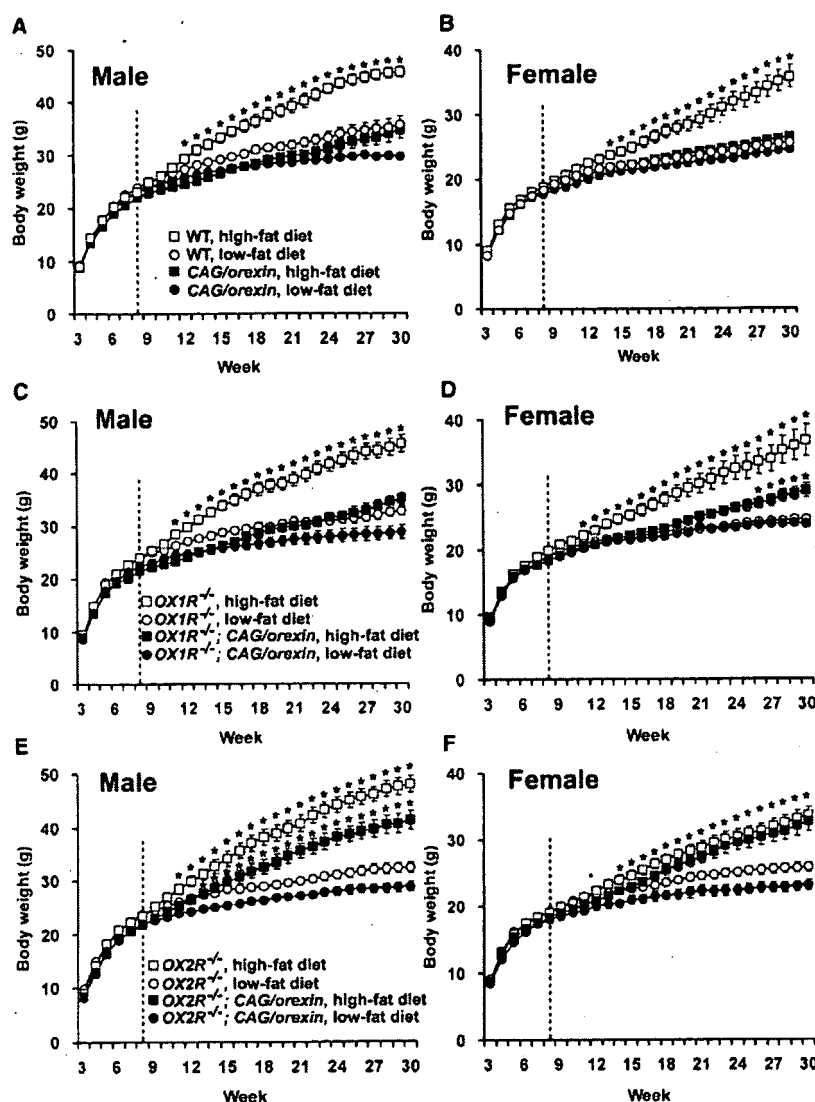 A
Male
Body weight (g)
50
40
30
20
10
0
WT, high-fat diet
WT, low-fat diet
CAG/orexin, high-fat diet
CAG/orexin, low-fat diet
3 6 9 12 15 18 21 24 27 30
Week
B
Female
Body weight (g)
40
30
20
10
0
3 6 9 12 15 18 21 24 27 30
Week
C
Male
Body weight (g)
50
40
30
20
10
0
OX1R-/-, high-fat diet
OX1R-/-, low-fat diet
OX1R-/-; CAG/orexin, high-fat diet
OX1R-/-; CAG/orexin, low-fat diet
3 6 9 12 15 18 21 24 27 30
Week
D
Female
Body weight (g)
40
30
20
10
0
3 6 9 12 15 18 21 24 27 30
Week
E
Male
Body weight (g)
50
40
30
20
10
0
OX2R-/-, high-fat diet
OX2R-/-, low-fat diet
OX2R-/-; CAG/orexin, high-fat diet
OX2R-/-; CAG/orexin, low-fat diet
3 6 9 12 15 18 21 24 27 30
Week
F
Female
Body weight (g)
40
30
20
10
0
3 6 9 12 15 18 21 24 27 30
Week